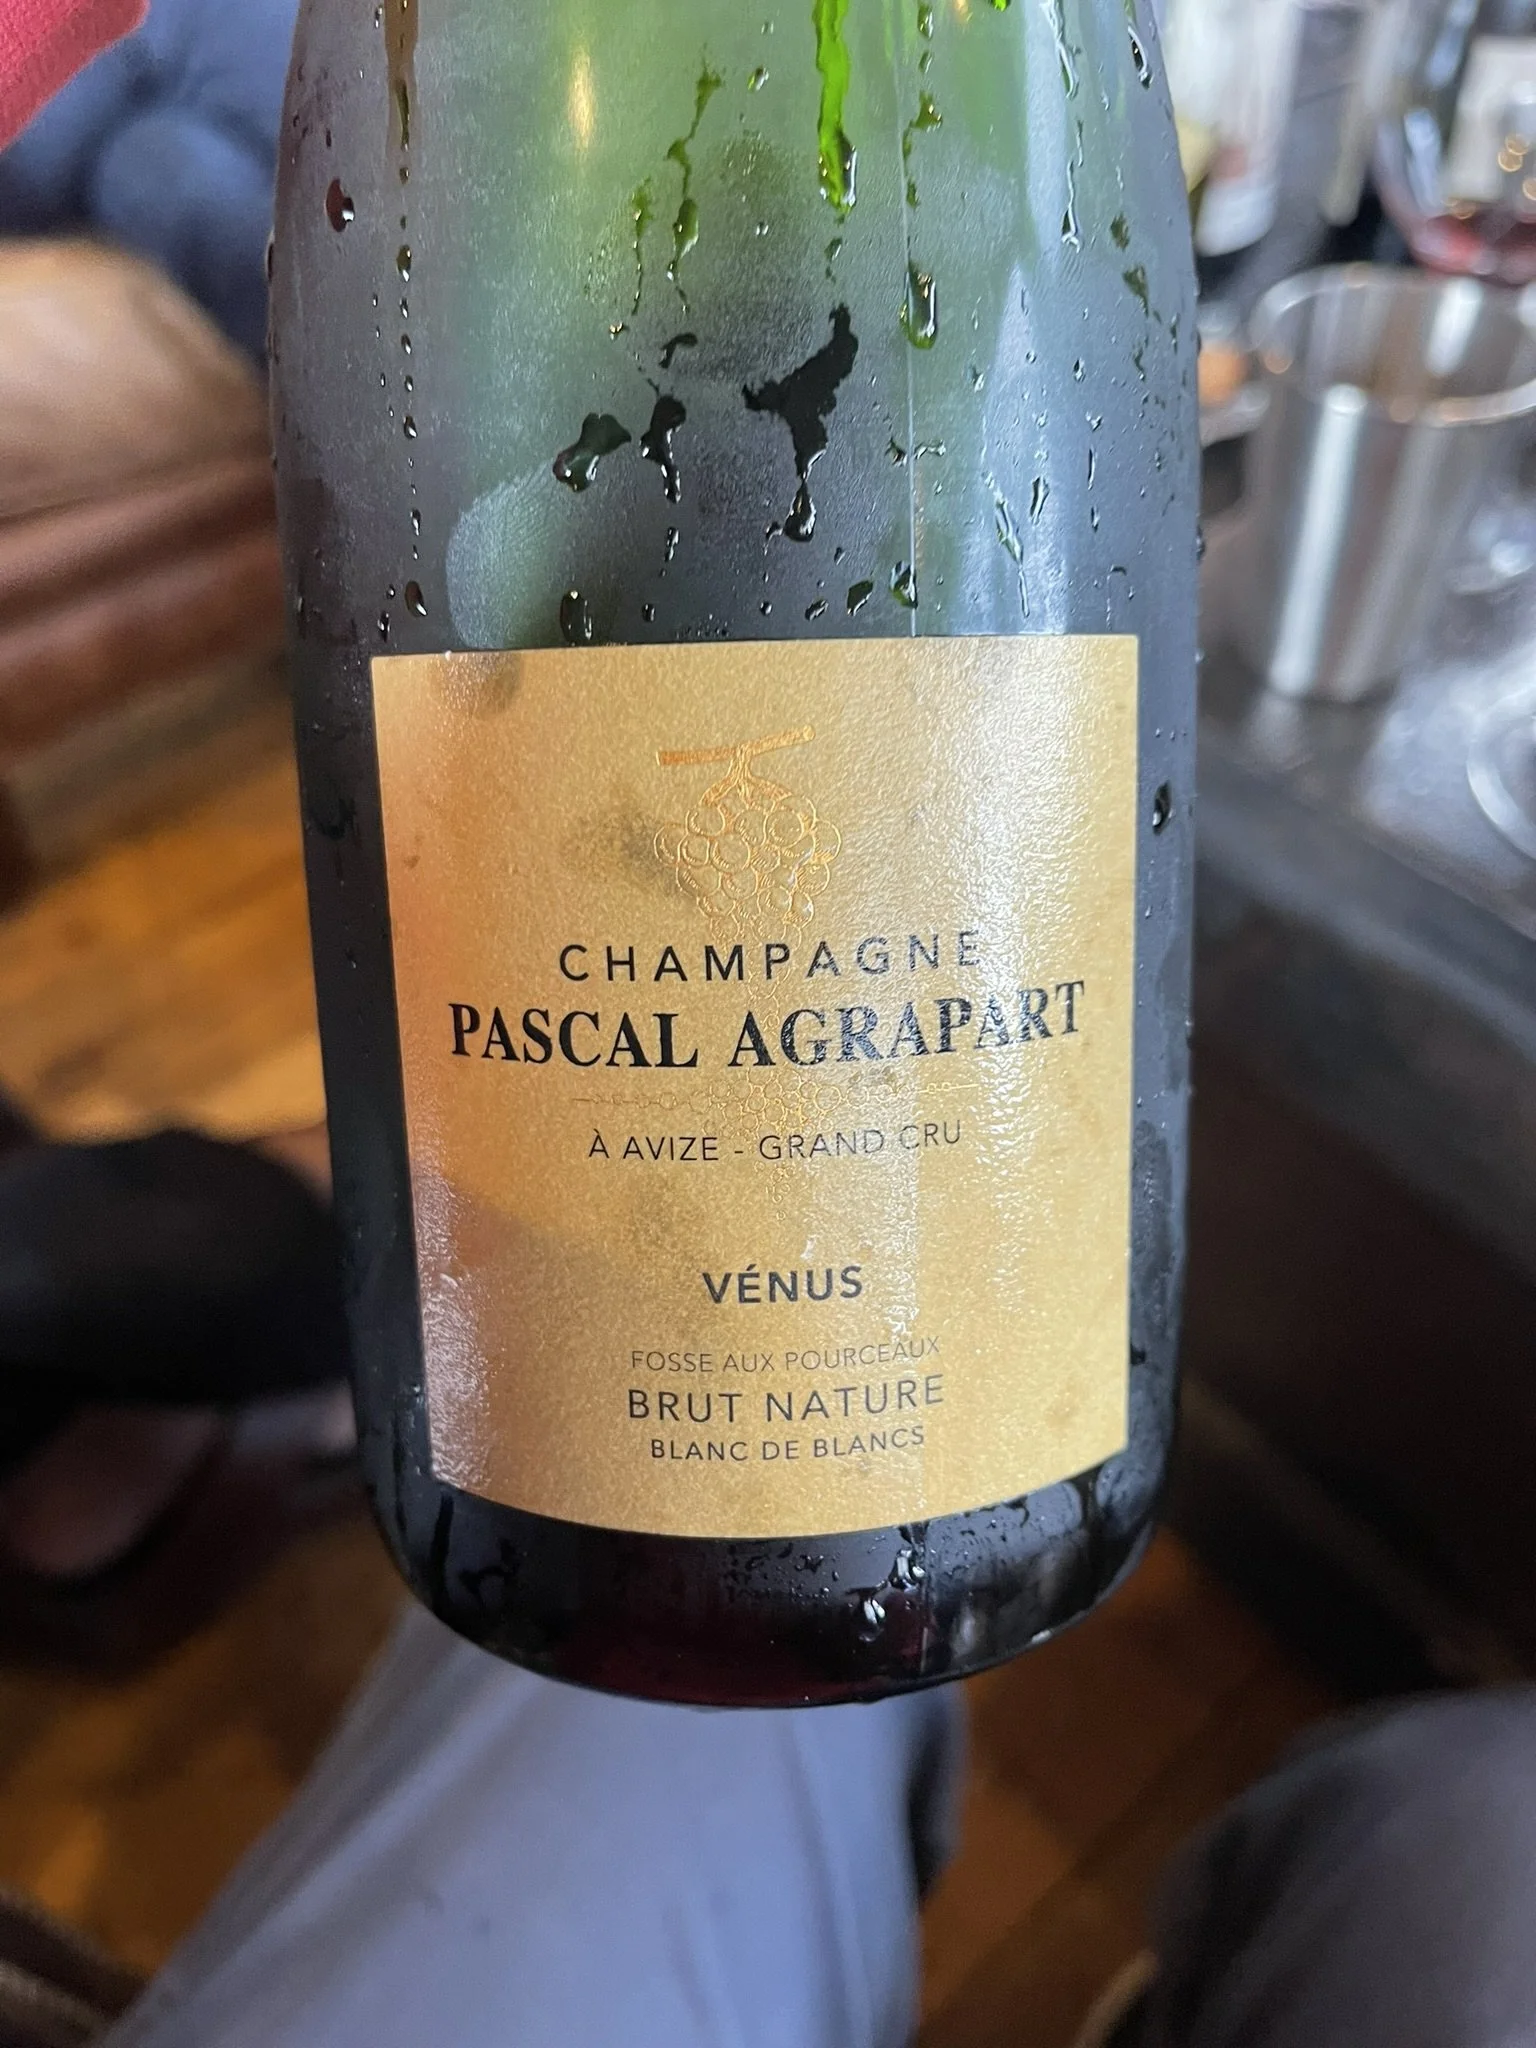 CHAMPAGNE
PASCAL AGRAPART
À AVIZE - GRAND CRU
VÉNUS
FOSSE AUX POURCEAUX
BRUT NATURE
BLANC DE BLANCS